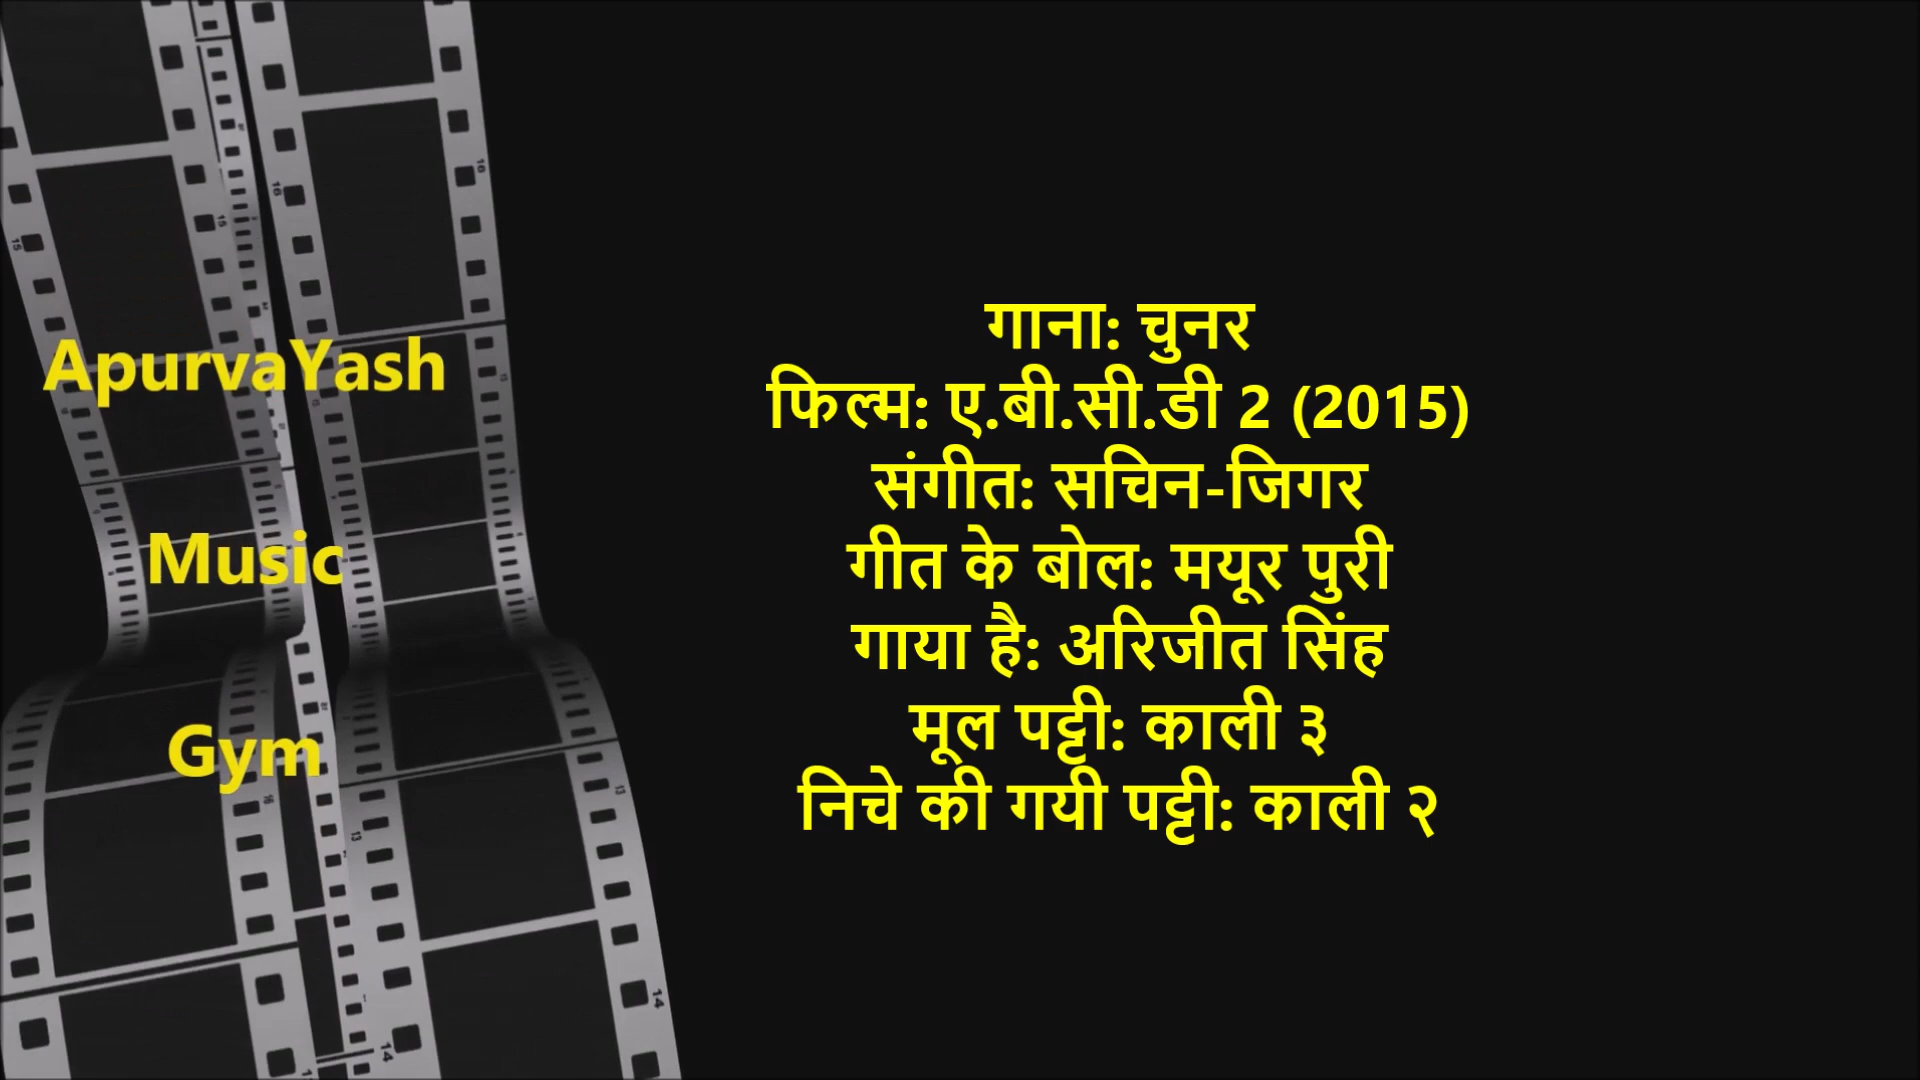 ApurvaYash
Music
Gym
गाना: चुनर
फिल्म: ए.बी.सी.डी 2 (2015)
संगीत: सचिन-जिगर
गीत के बोल: मयूर पुरी
गाया है: अरिजीत सिंह
मूल पट्टी: काली ३
निचे की गयी पट्टी: काली २